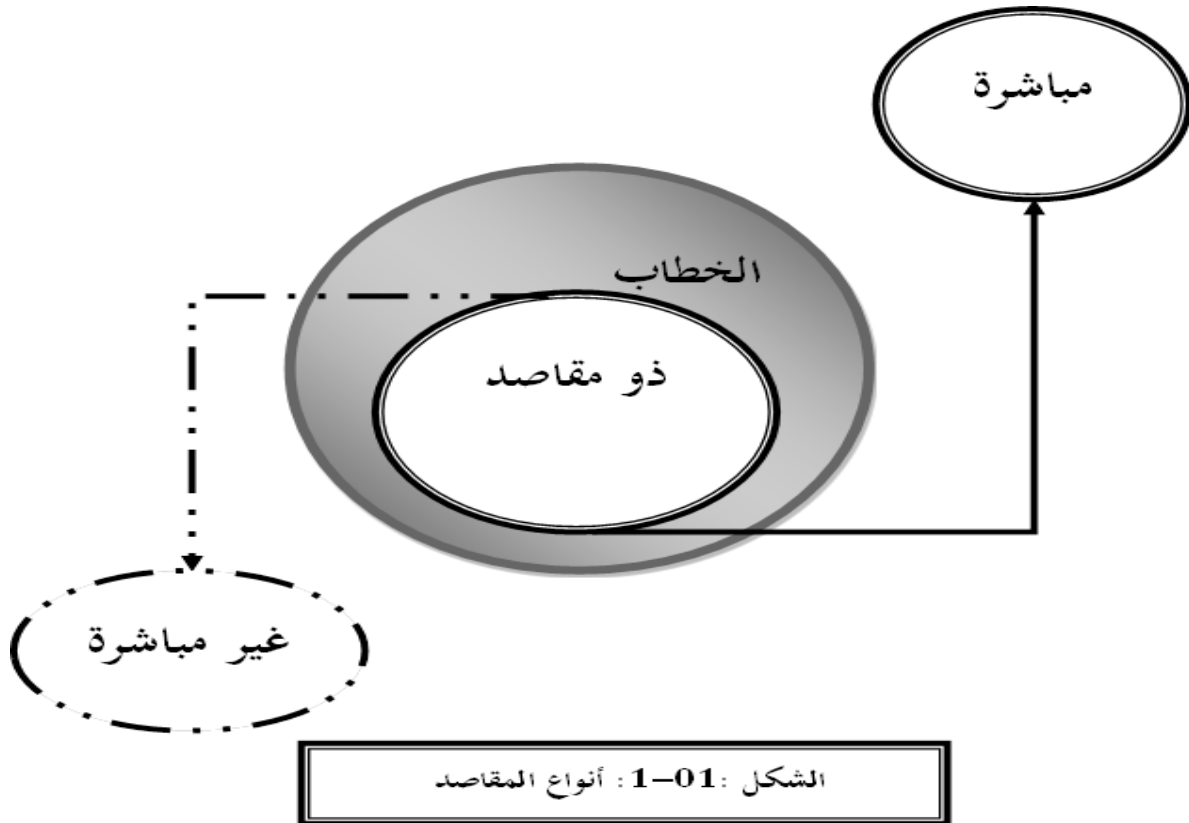 مباشرة
الخطاب
ذو مقاصد
غير مباشرة
الشكل :01-1: أنواع المقاصد